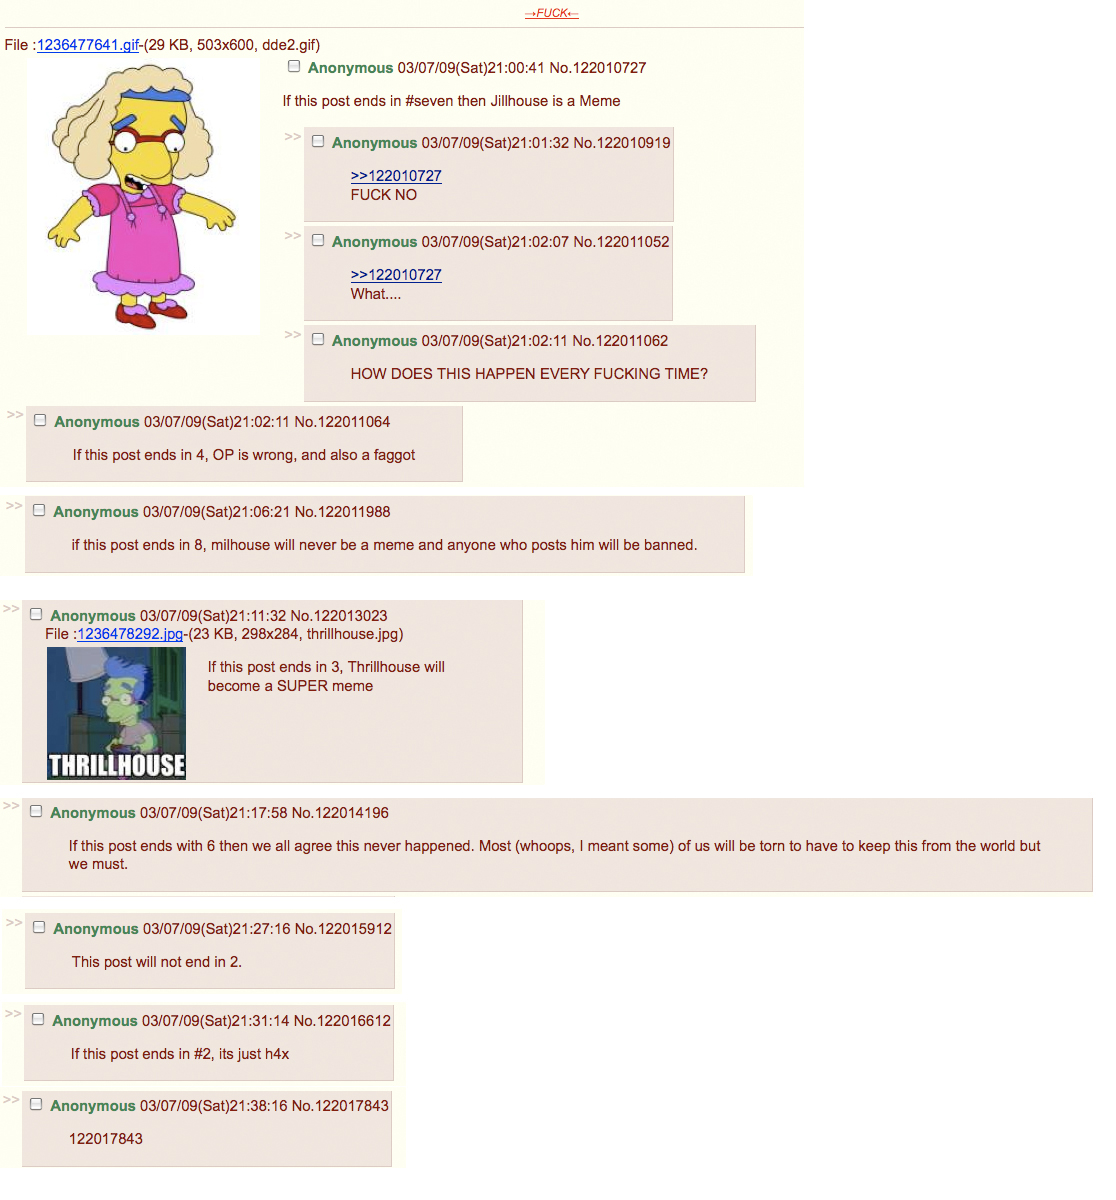 →FUCK←
File :1236477641.gif-(29 KB, 503x600, dde2.gif)
Anonymous 03/07/09(Sat)21:00:41 No.122010727
If this post ends in #seven then Jillhouse is a Meme
>> Anonymous 03/07/09(Sat)21:01:32 No.122010919
>>122010727
FUCK NO
>> Anonymous 03/07/09(Sat)21:02:07 No.122011052
>>122010727
What....
>> Anonymous 03/07/09(Sat)21:02:11 No.122011062
HOW DOES THIS HAPPEN EVERY FUCKING TIME?
>> Anonymous 03/07/09(Sat)21:02:11 No.122011064
If this post ends in 4, OP is wrong, and also a faggot
>> Anonymous 03/07/09(Sat)21:06:21 No.122011988
if this post ends in 8, milhouse will never be a meme and anyone who posts him will be banned.
>> Anonymous 03/07/09(Sat)21:11:32 No.122013023
File :1236478292.jpg-(23 KB, 298x284, thrillhouse.jpg)
If this post ends in 3, Thrillhouse will
become a SUPER meme
THRILLHOUSE
>> Anonymous 03/07/09(Sat)21:17:58 No.122014196
If this post ends with 6 then we all agree this never happened. Most (whoops, I meant some) of us will be torn to have to keep this from the world but
we must.
>> Anonymous 03/07/09(Sat)21:27:16 No.122015912
This post will not end in 2.
>> Anonymous 03/07/09(Sat)21:31:14 No.122016612
If this post ends in #2, its just h4x
>> Anonymous 03/07/09(Sat)21:38:16 No.122017843
122017843